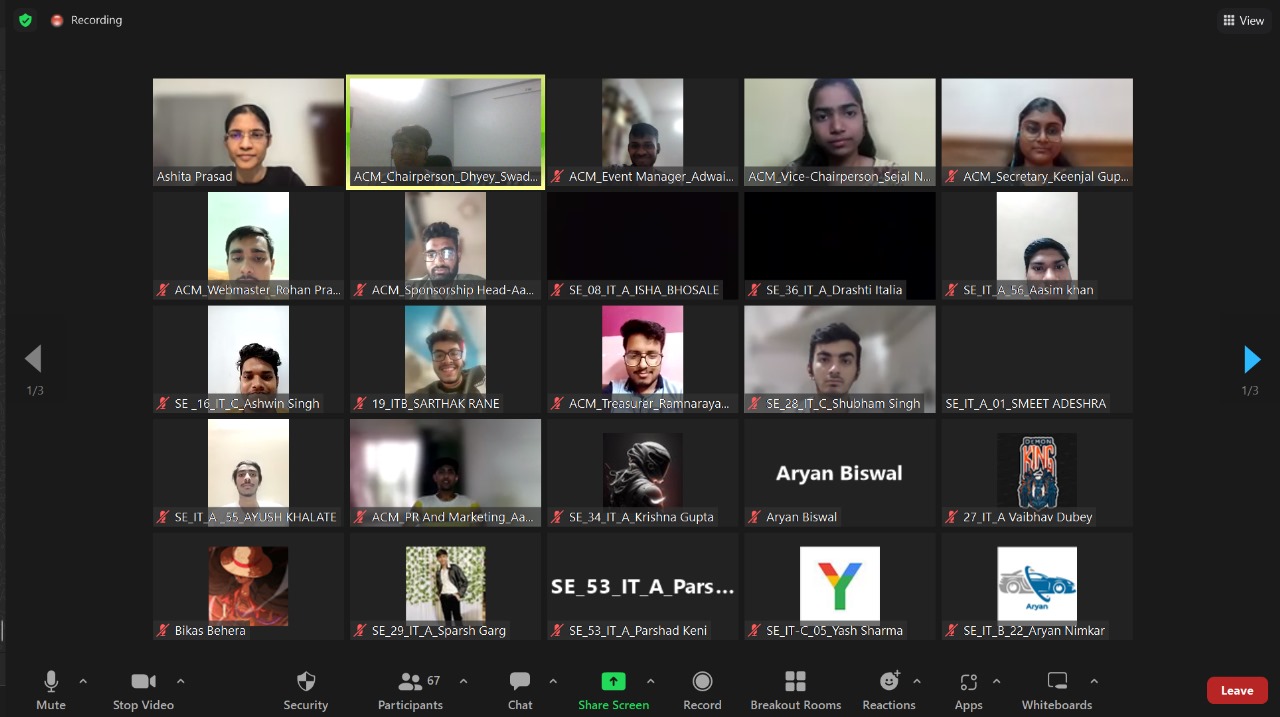 Recording
View
Ashita Prasad
ACM_Chairperson_Dhyey_Swad...
ACM_Event Manager_Adwai...
ACM_Vice-Chairperson_Sejal N...
ACM_Secretary_Keenjal Gup...
ACM_Webmaster_Rohan Pra...
ACM_Sponsorship Head-Aa...
SE_08_IT_A_ISHA_BHOSALE
SE_36_IT_A_Drashti Italia
SE_IT_A_56_Aasim khan
1/3
1/3
SE _16_IT_C_Ashwin Singh
19_ITB_SARTHAK RANE
ACM_Treasurer_Ramnaraya...
SE_28_IT_C_Shubham Singh
SE_IT_A_01_SMEET ADESHRA
Aryan Biswal
DEMON
KING
SE_IT_A _55_AYUSH KHALATE
ACM_PR And Marketing_Aa...
SE_34_IT_A_Krishna Gupta
Aryan Biswal
27_IT_A Vaibhav Dubey
SE_53_IT_A_Pars...
Y
Aryan
Bikas Behera
SE_29_IT_A_Sparsh Garg
SE_53_IT_A_Parshad Keni
SE_IT-C_05_Yash Sharma
SE_IT_B_22_Aryan Nimkar
67
Mute
Stop Video
Security
Participants
Chat
Share Screen
Record
Breakout Rooms
Reactions
Apps
Whiteboards
Leave